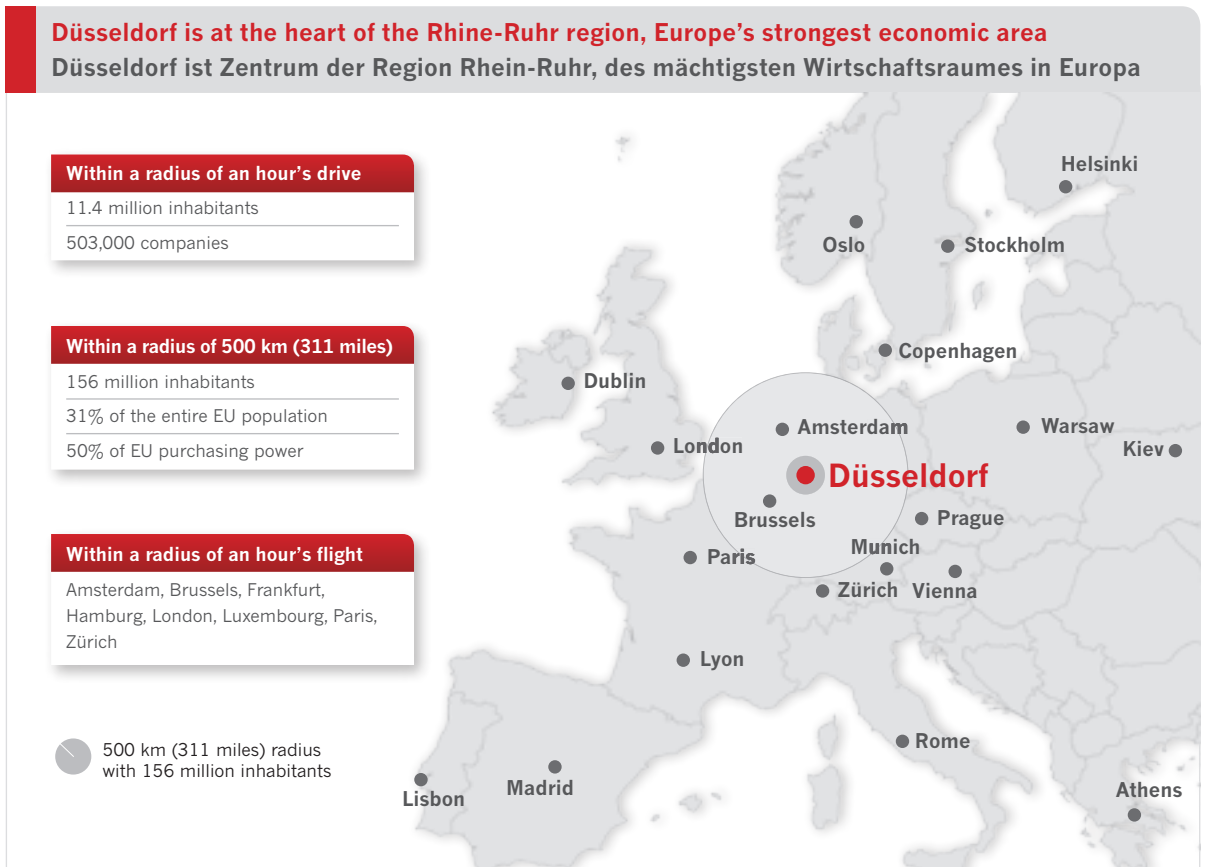 Düsseldorf is at the heart of the Rhine-Ruhr region, Europe’s strongest economic area
Düsseldorf ist Zentrum der Region Rhein-Ruhr, des mächtigsten Wirtschaftsraumes in Europa
Within a radius of an hour’s drive
11.4 million inhabitants
503,000 companies
Within a radius of 500 km (311 miles)
156 million inhabitants
31% of the entire EU population
50% of EU purchasing power
Within a radius of an hour’s flight
Amsterdam, Brussels, Frankfurt,
Hamburg, London, Luxembourg, Paris,
Zürich
500 km (311 miles) radius
with 156 million inhabitants
Helsinki
Oslo
Stockholm
Copenhagen
Dublin
Amsterdam
Warsaw
London
Kiev
Düsseldorf
Brussels
Prague
Munich
Paris
Zürich
Vienna
Lyon
Rome
Madrid
Lisbon
Athens